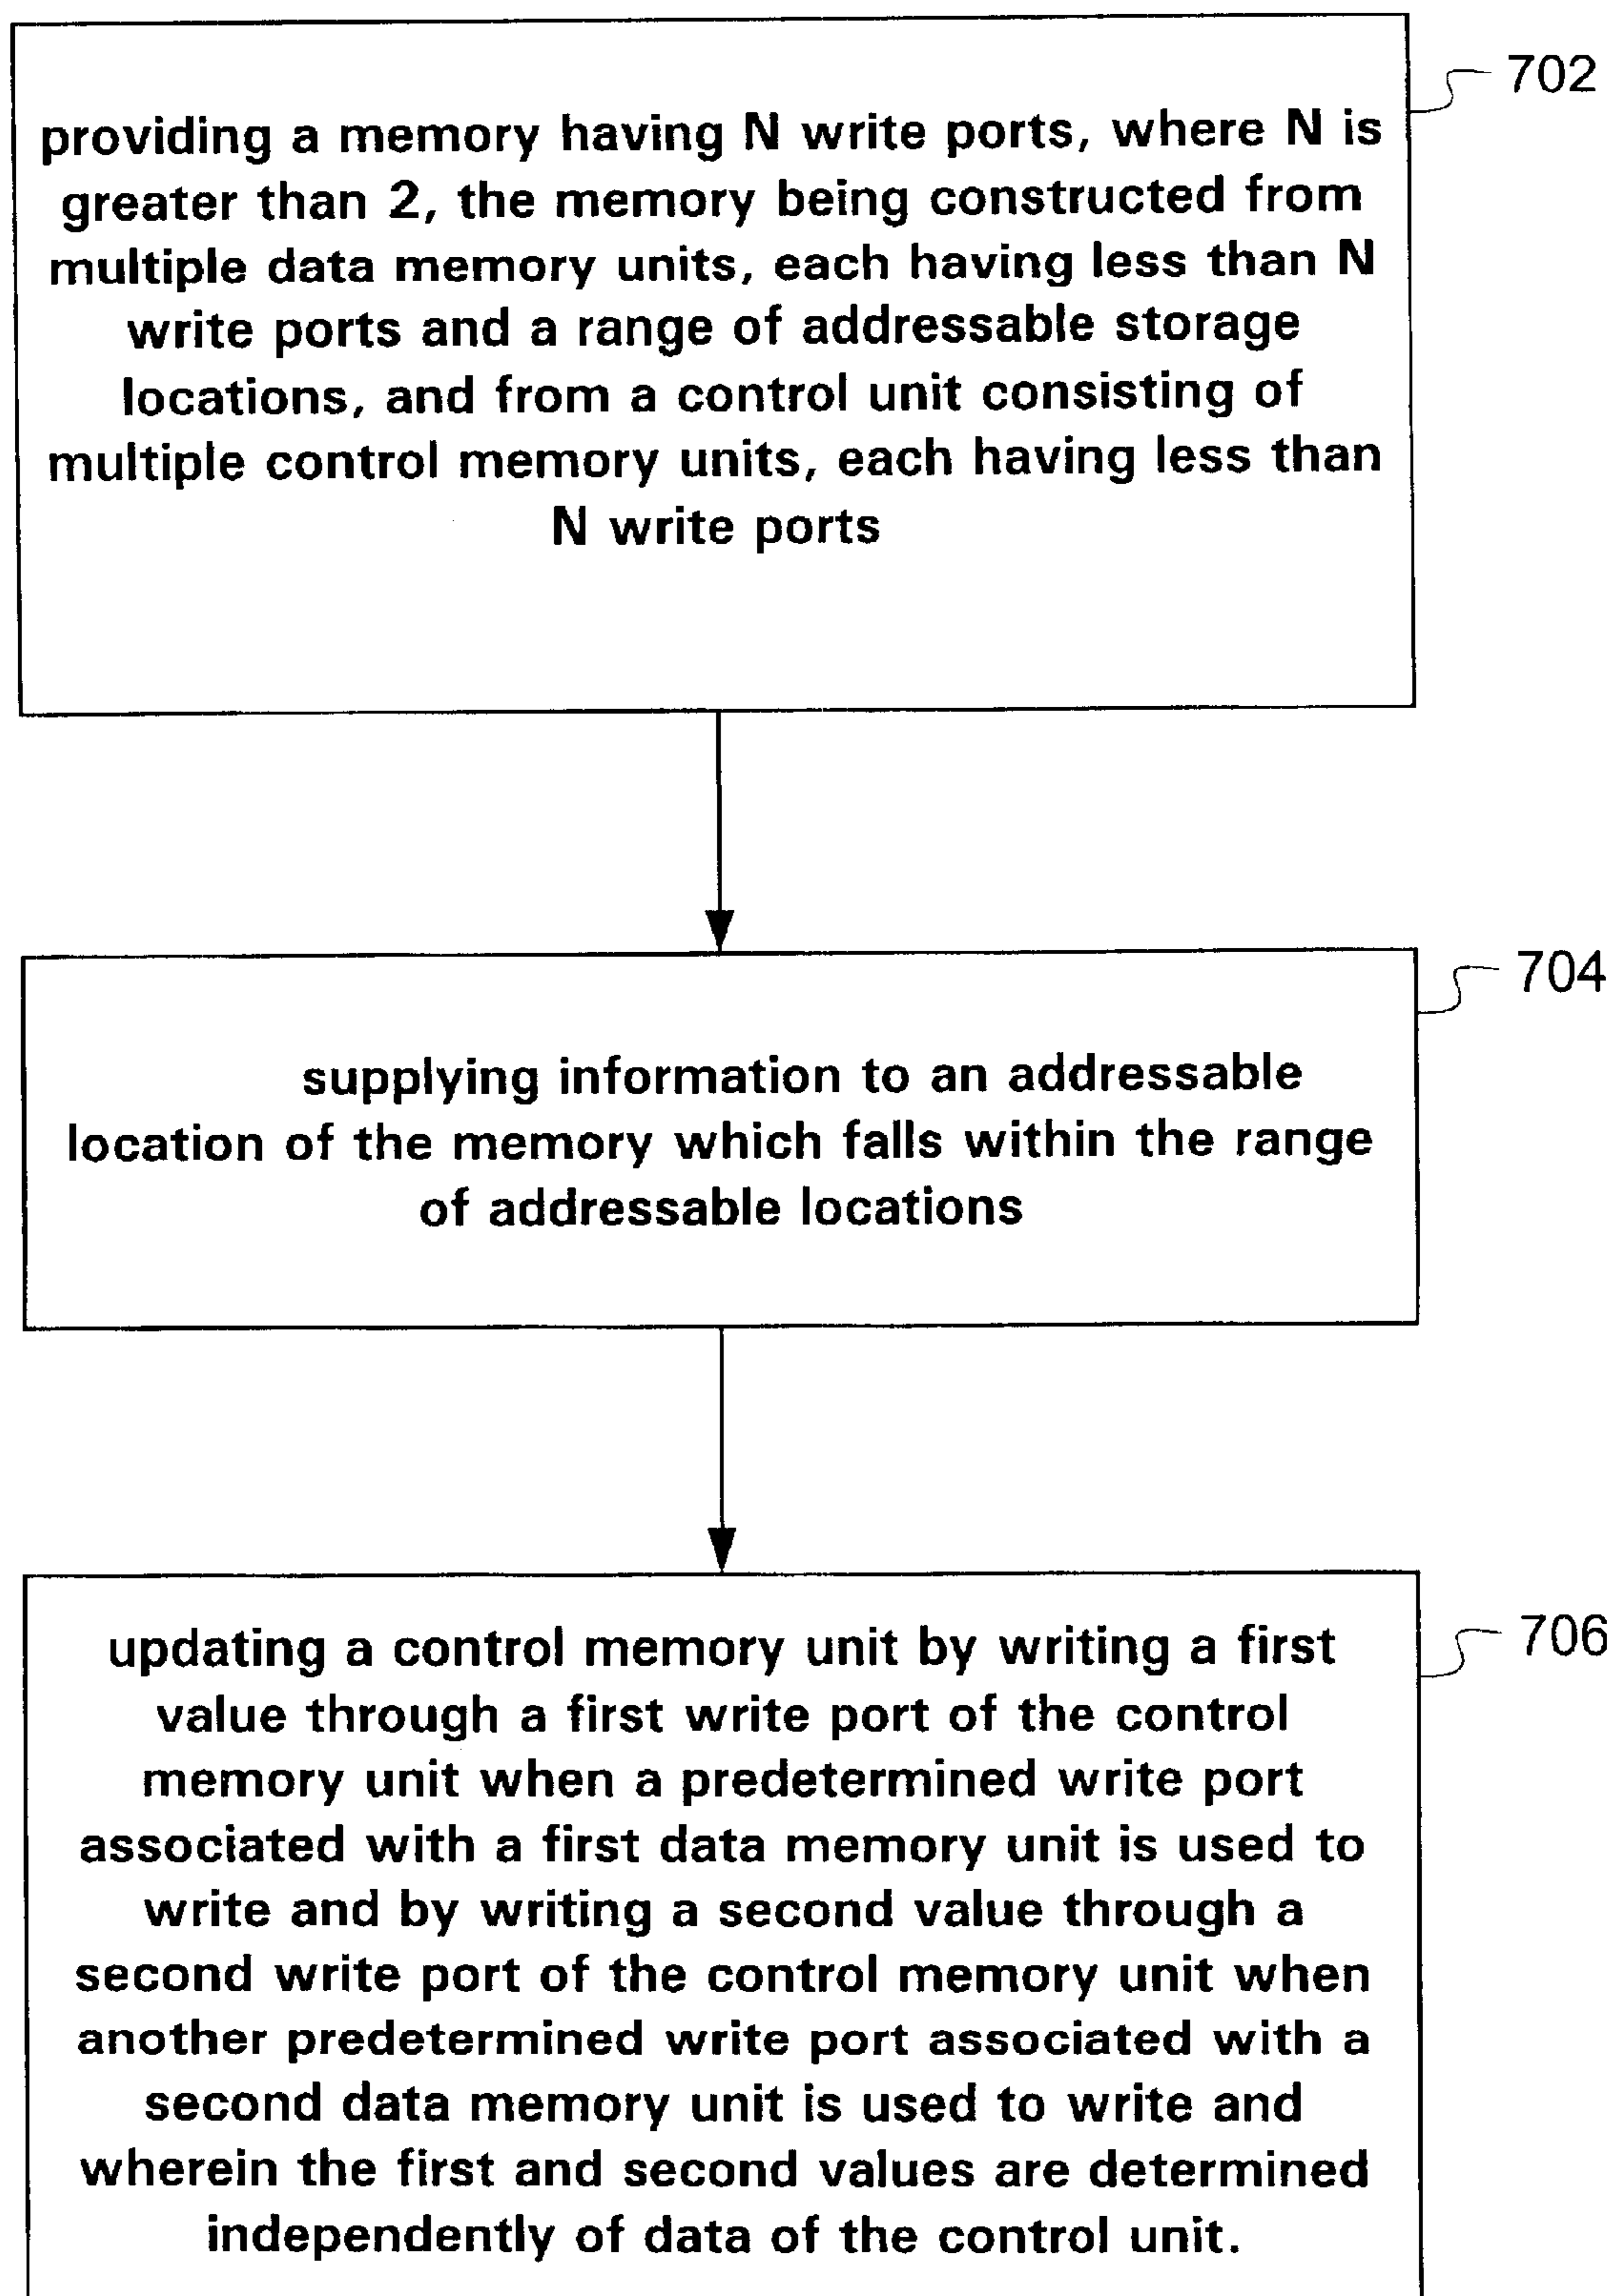 702
providing a memory having N write ports, where N is
greater than 2, the memory being constructed from
multiple data memory units, each having less than N
write ports and a range of addressable storage
locations, and from a control unit consisting of
multiple control memory units, each having less than
N write ports
704
supplying information to an addressable
location of the memory which falls within the range
of addressable locations
706
updating a control memory unit by writing a first
value through a first write port of the control
memory unit when a predetermined write port
associated with a first data memory unit is used to
write and by writing a second value through a
second write port of the control memory unit when
another predetermined write port associated with a
second data memory unit is used to write and
wherein the first and second values are determined
independently of data of the control unit.